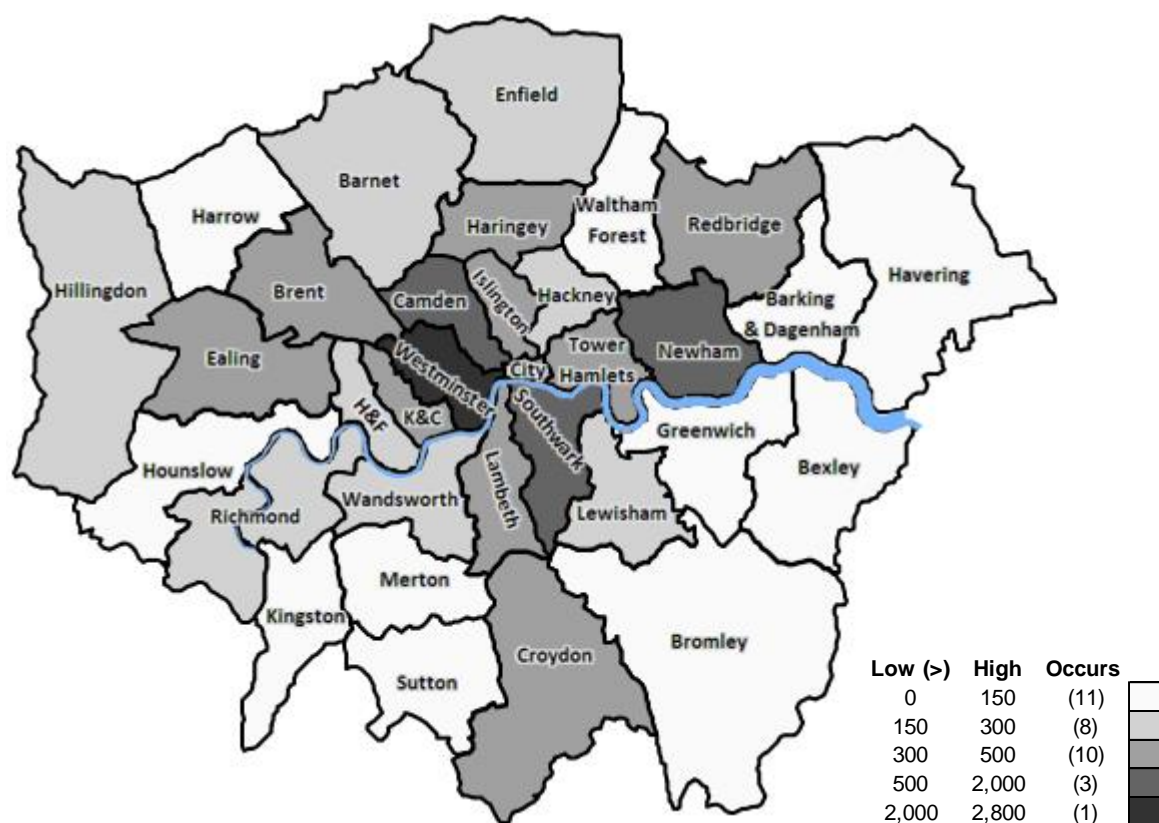 Enfield
Barnet
Harrow
Haringey
Waltham
Forest
Redbridge
Havering
Hillingdon
Brent
Camden
Islington
Hackney
Barking
& Dagenham
Ealing
Westminster
City
Tower
Hamlets
Newham
H&F
K&C
Southwark
Greenwich
Hounslow
Bexley
Richmond
Wandsworth
Lambeth
Lewisham
Merton
Kingston
Bromley
Croydon
Sutton
Low (>) High Occurs
0 150 (11)
150 300 (8)
300 500 (10)
500 2,000 (3)
2,000 2,800 (1)